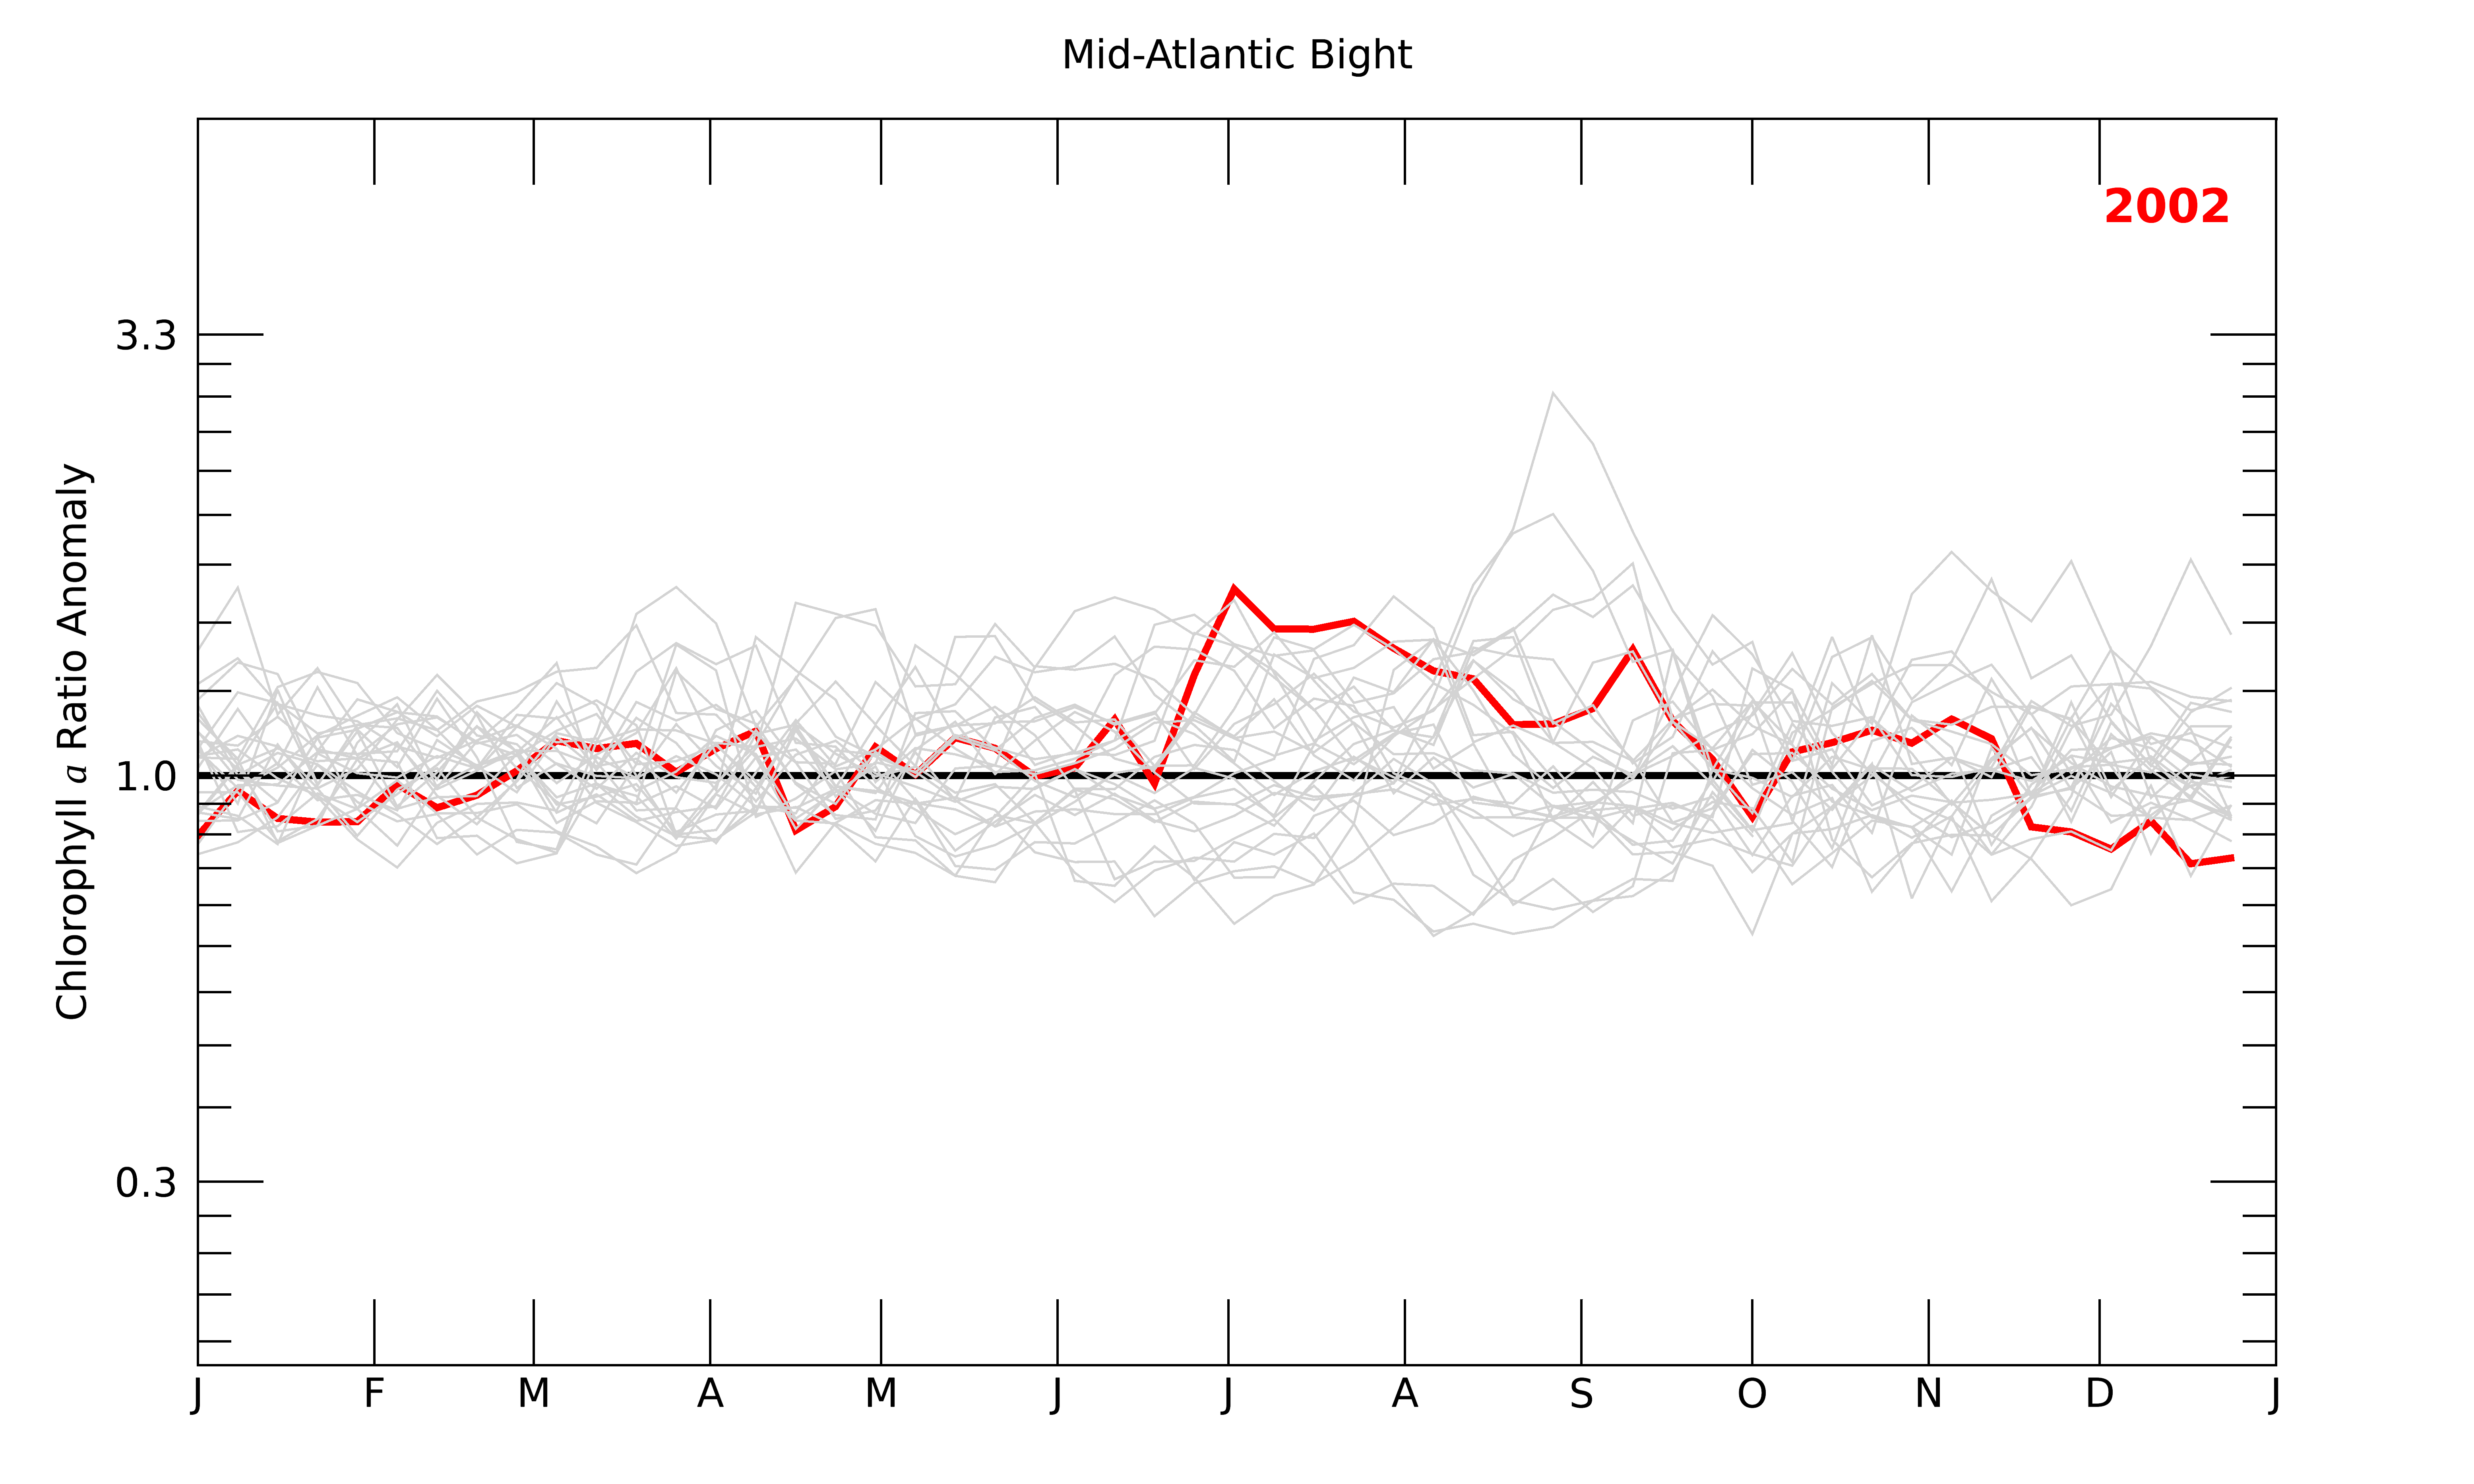 Mid-Atlantic Bight
2002
Chlorophyll a Ratio Anomaly
3.3
1.0
0.3
J F M A M J J A S O N D J